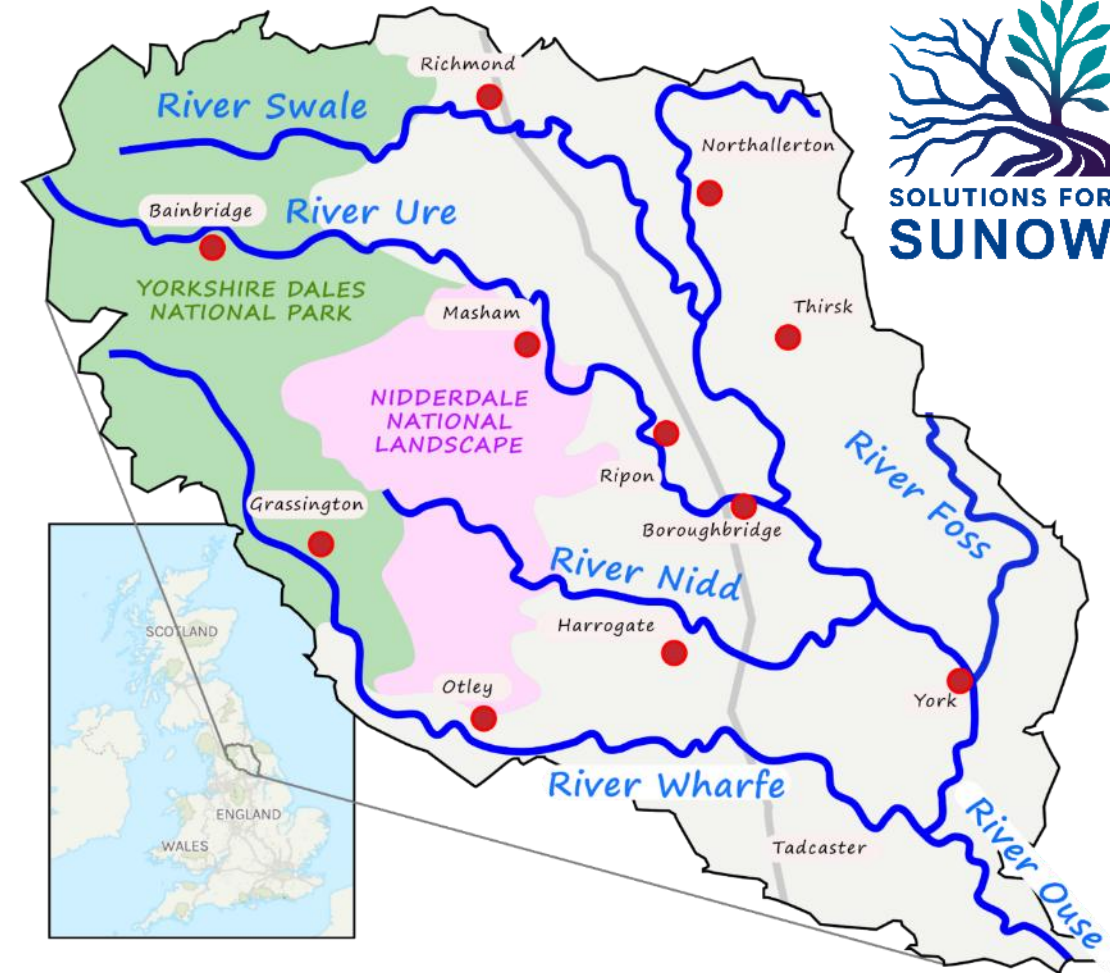 Richmond
River Swale
Northallerton
SOLUTIONS FOR
SUNOW
Bainbridge
River Ure
YORKSHIRE DALES
NATIONAL PARK
Masham
Thirsk
NIDDERDALE
NATIONAL
LANDSCAPE
River Foss
Ripon
Grassington
Boroughbridge
River Nidd
Harrogate
SCOTLAND
Otley
York
River Wharfe
ENGLAND
WALES
Tadcaster
River Ouse